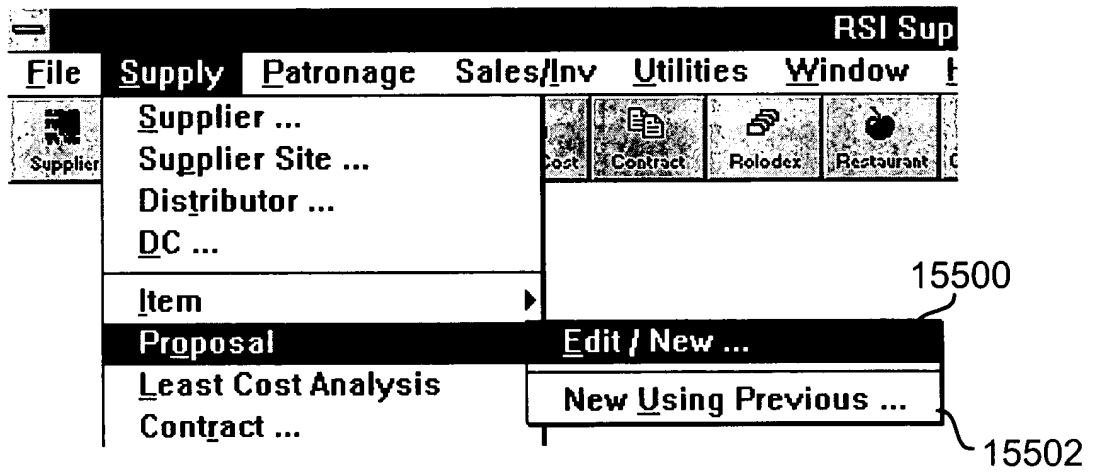 RSI Sup
File Supply Patronage Sales/Inv Utilities Window
Supplier Cost Contract Rolodex Restaurant
Supplier ...
Supplier Site ...
Distributor ...
DC ...
Item
Proposal
Least Cost Analysis
Contract ...
15500
Edit / New ...
New Using Previous ...
15502